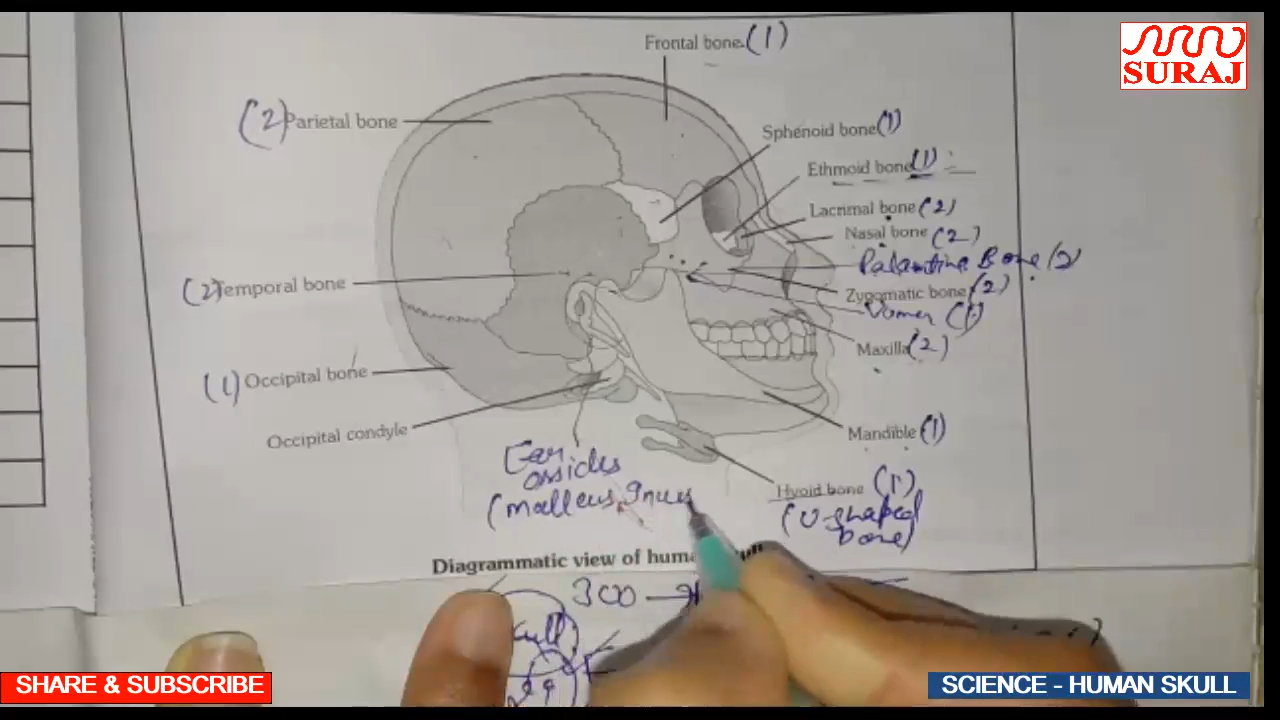 Frontal bone (1)
SURAJ
(2) Parietal bone
Sphenoid bone (1)
Ethmoid bone (1)
Lacrimal bone (2)
Nasal bone (2)
Palantine Bone (2)
(2) Temporal bone
Zygomatic bone (2)
Vomer (1)
Maxilla (2)
(1) Occipital bone
Occipital condyle
Mandible (1)
Ear
ossicles
(malleus,
Hyoid bone (1)
(U-shaped
bone)
Diagrammatic view of human
300
SHARE & SUBSCRIBE
SCIENCE - HUMAN SKULL